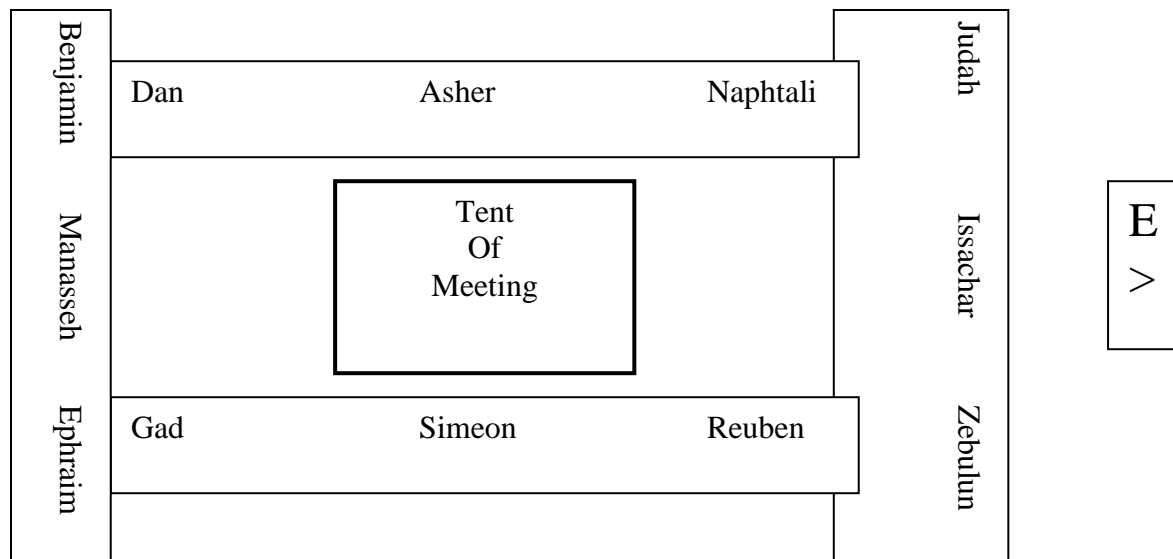 Benjamin Manasseh Ephraim
Dan Asher Naphtali
Tent
Of
Meeting
Gad Simeon Reuben
Judah Issachar Zebulun
E
>